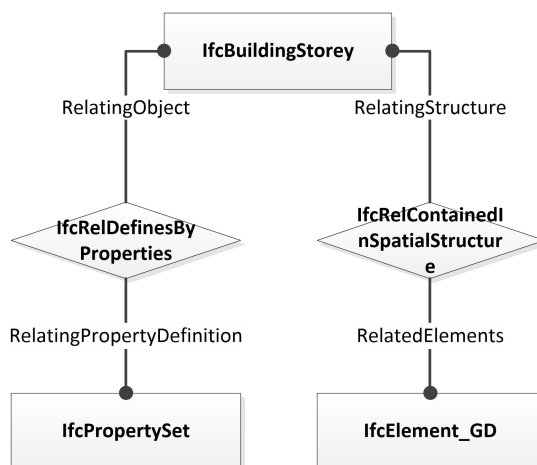 IfcBuildingStorey
RelatingObject
RelatingStructure
IfcRelDefinesBy
Properties
IfcRelContainedI
nSpatialStructur
e
RelatingPropertyDefinition
RelatedElements
IfcPropertySet
IfcElement_GD